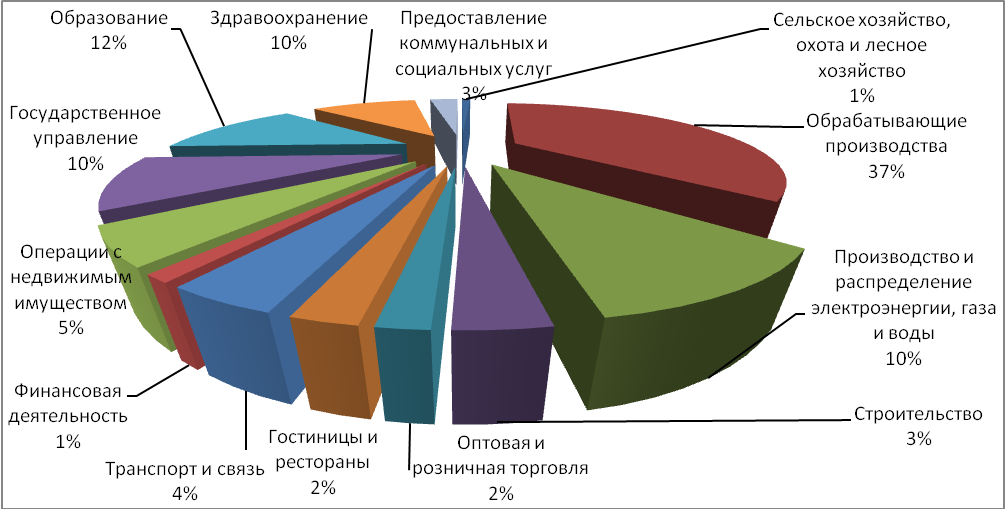 Образование
12%
Здравоохранение
10%
Предоставление
коммунальных и
социальных услуг
3%
Сельское хозяйство,
охота и лесное
хозяйство
1%
Обрабатывающие
производства
37%
Производство и
распределение
электроэнергии, газа
и воды
10%
Строительство
3%
Оптовая и
розничная торговля
2%
Гостиницы и
рестораны
2%
Транспорт и связь
4%
Финансовая
деятельность
1%
Операции с
недвижимым
имуществом
5%
Государственное
управление
10%